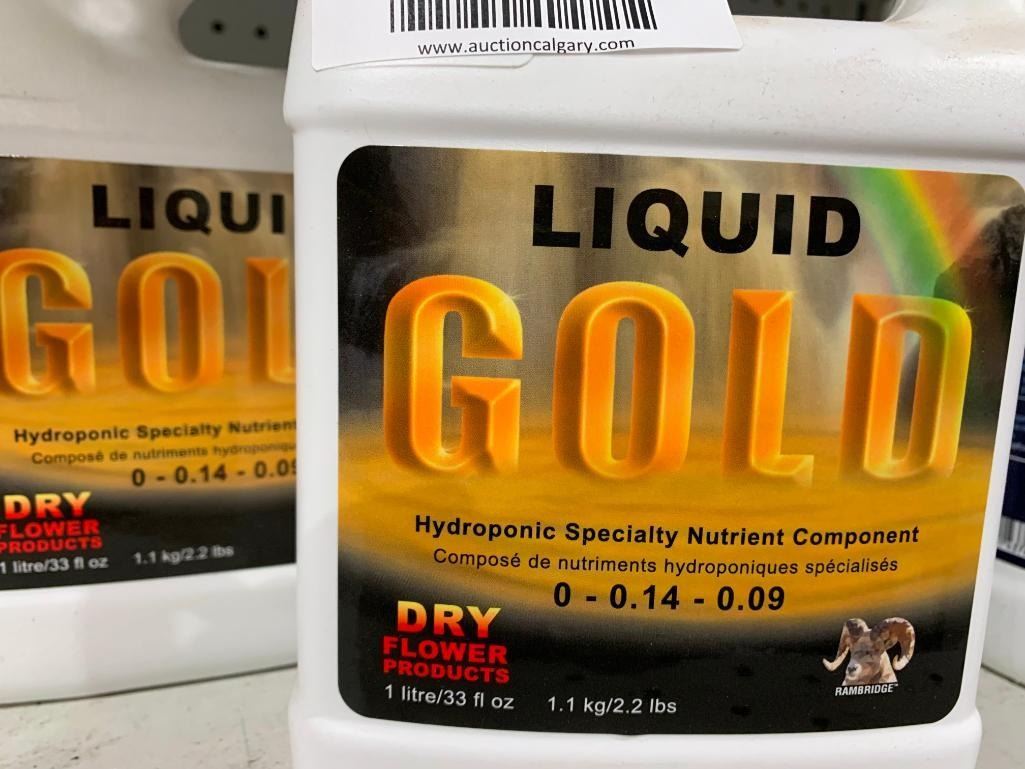 www.auctioncalgary.com
LIQUID
GOLD
Hydroponic Specialty Nutrient Component
Composé de nutriments hydroponiques spécialisés
0 - 0.14 - 0.09
DRY
FLOWER
PRODUCTS
1 litre/33 fl oz 1.1 kg/2.2 lbs
RAMBRIDGE™
LIQUI
GOL
Hydroponic Specialty Nutrient
Composé de nutriments
0 - 0.14 - 0.09
DRY
FLOWER
PRODUCTS
1 litre/33 fl oz 1.1 kg/2.2 lbs